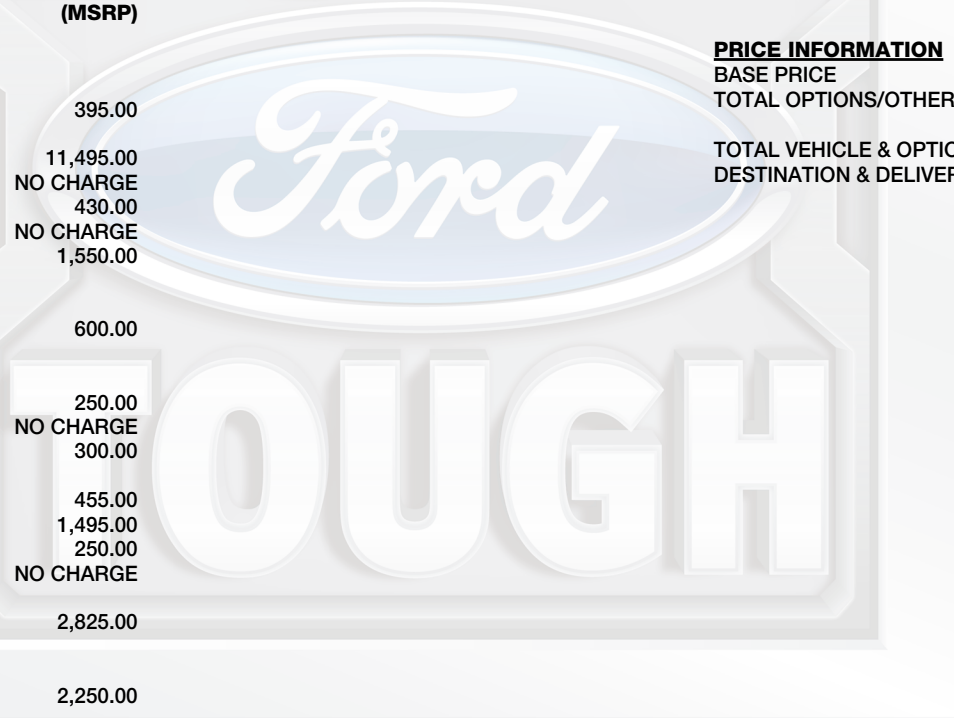 (MSRP)
395.00
11,495.00
NO CHARGE
430.00
NO CHARGE
1,550.00
600.00
250.00
NO CHARGE
300.00
455.00
1,495.00
250.00
NO CHARGE
2,825.00
2,250.00
PRICE INFORMATION
BASE PRICE
TOTAL OPTIONS/OTHER
TOTAL VEHICLE & OPTIO
DESTINATION & DELIVER
Ford
TOUGH